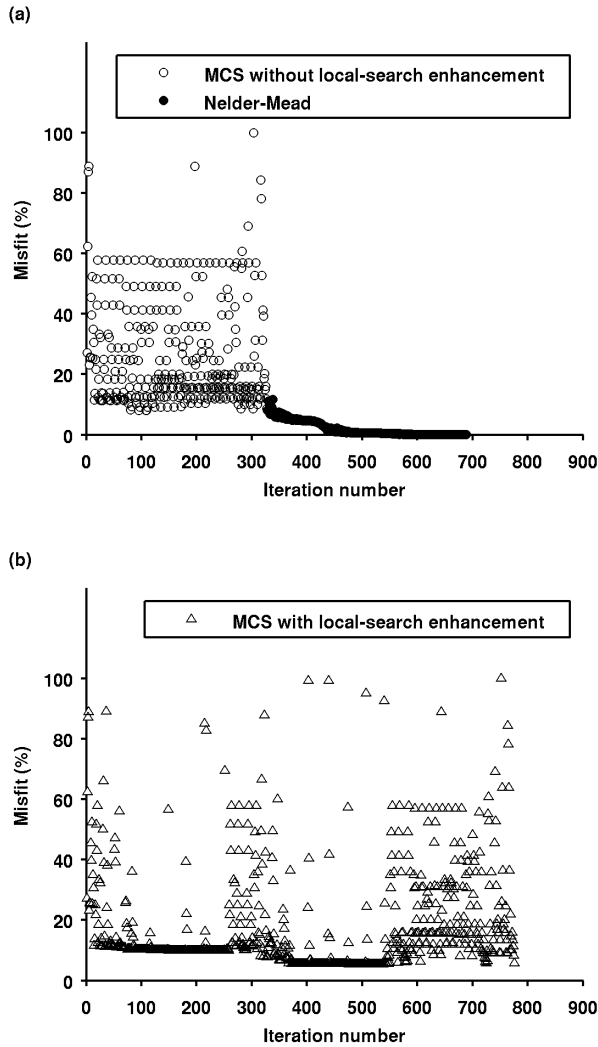 (a)
MCS without local-search enhancement
Nelder-Mead
100
80
60
40
20
0
Misfit (%)
0 100 200 300 400 500 600 700 800 900
Iteration number
(b)
MCS with local-search enhancement
100
80
60
40
20
0
Misfit (%)
0 100 200 300 400 500 600 700 800 900
Iteration number